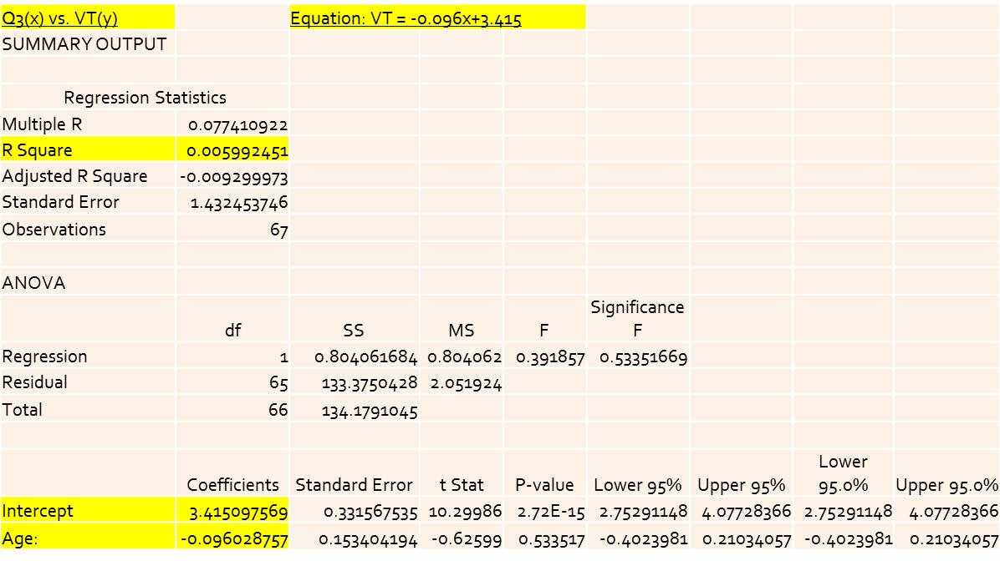 Q3(x) vs. VT(y) Equation: VT = -0.096x+3.415
SUMMARY OUTPUT
Regression Statistics
Multiple R 0.077410922
R Square 0.005992451
Adjusted R Square -0.009299973
Standard Error 1.432453746
Observations 67
ANOVA
Significance
df SS MS F F
Regression 1 0.804061684 0.804062 0.391857 0.53351669
Residual 65 133.3750428 2.051924
Total 66 134.1791045
Lower
Coefficients Standard Error t Stat P-value Lower 95% Upper 95% 95.0% Upper 95.0%
Intercept 3.415097569 0.331567535 10.29986 2.72E-15 2.75291148 4.07728366 2.75291148 4.07728366
Age: -0.096028757 0.153404194 -0.62599 0.533517 -0.4023981 0.21034057 -0.4023981 0.21034057